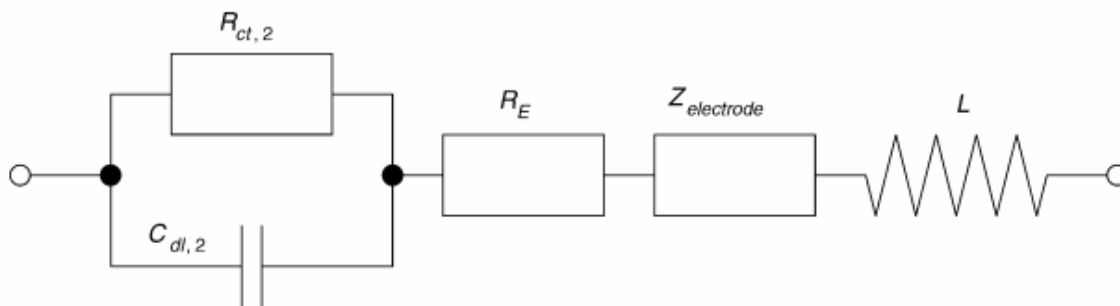 R_ct, 2
R_E
Z_electrode
L
C_dl, 2